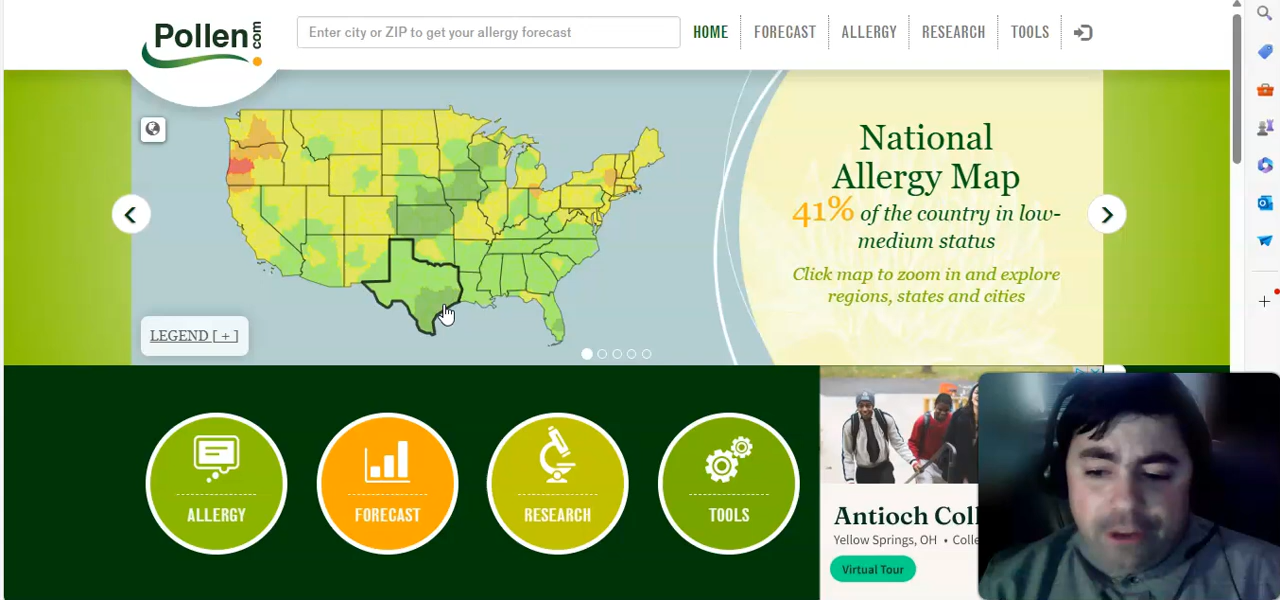 Pollen.com
Enter city or ZIP to get your allergy forecast
HOME
FORECAST
ALLERGY
RESEARCH
TOOLS
National
Allergy Map
41% of the country in low-
medium status
Click map to zoom in and explore
regions, states and cities
LEGEND [ + ]
ALLERGY
FORECAST
RESEARCH
TOOLS
Antioch Coll
Yellow Springs, OH • Colle
Virtual Tour